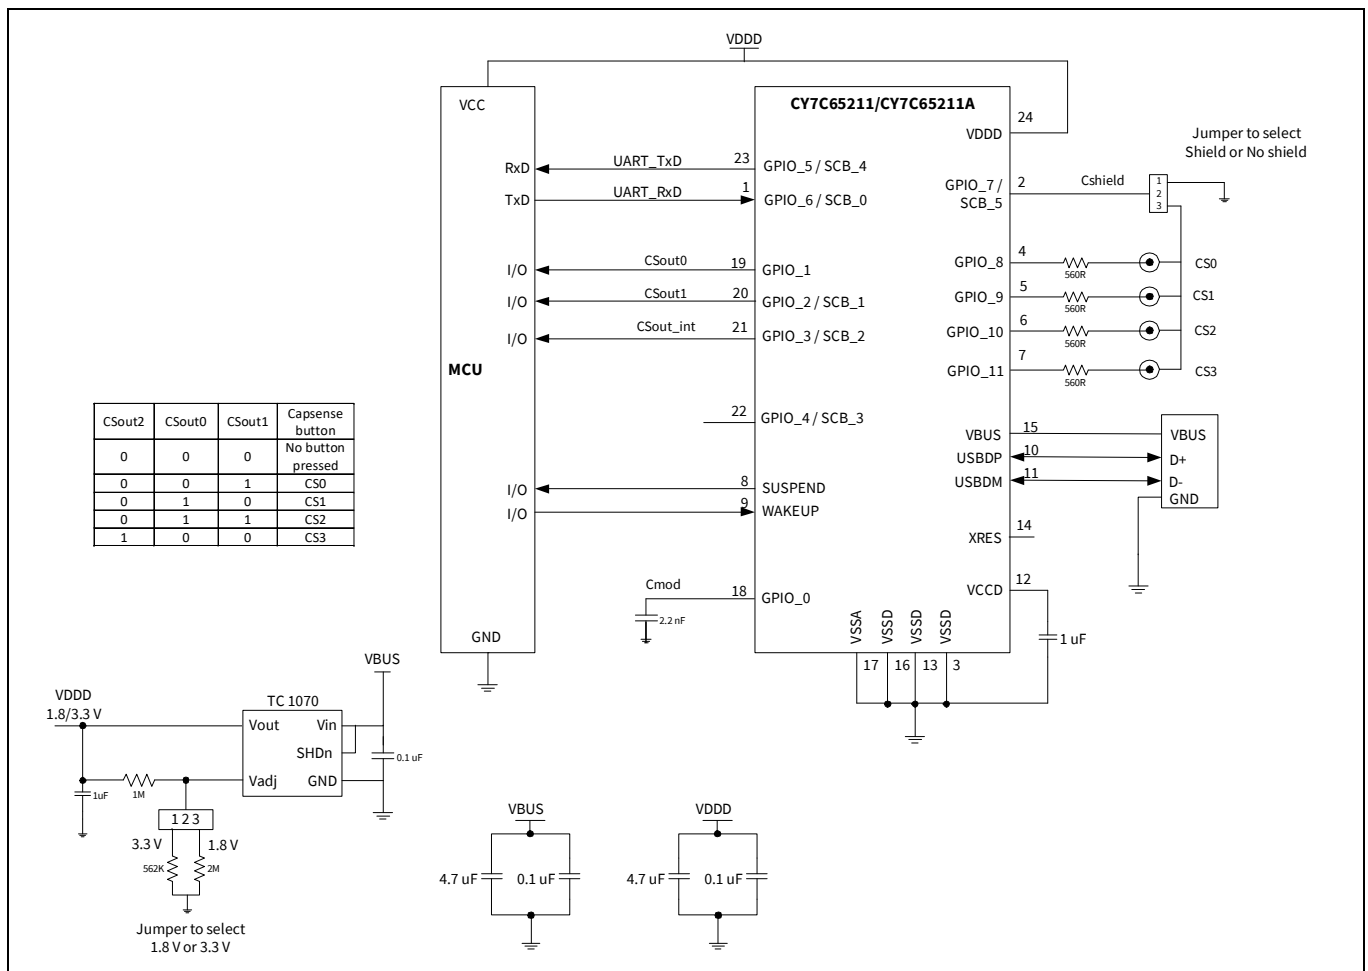 VDDD
CY7C65211/CY7C65211A
VCC
24
VDDD
Jumper to select
Shield or No shield
RxD
UART_TxD
23
GPIO_5 / SCB_4
TxD
UART_RxD
1
GPIO_6 / SCB_0
GPIO_7 /
SCB_5
2
Cshield
1
2
3
I/O
CSout0
19
GPIO_1
GPIO_8
4
560R
CS0
I/O
CSout1
20
GPIO_2 / SCB_1
GPIO_9
5
560R
CS1
I/O
CSout_int
21
GPIO_3 / SCB_2
GPIO_10
6
560R
CS2
MCU
GPIO_11
7
560R
CS3
CSout2 CSout0 CSout1 Capsense
button
0 0 0 No button
pressed
0 0 1 CS0
0 1 0 CS1
0 1 1 CS2
1 0 0 CS3
22
GPIO_4 / SCB_3
VBUS
15
VBUS
USBDP
10
D+
USBDM
11
D-
GND
I/O
8
SUSPEND
I/O
9
WAKEUP
XRES
14
VCCD
12
1 uF
Cmod
18
GPIO_0
2.2 nF
VSSA
VSSD
VSSD
VSSD
17
16
13
3
GND
VBUS
VDDD
1.8/3.3 V
TC 1070
Vout
Vin
SHDn
0.1 uF
Vadj
GND
1uF
1M
1 2 3
3.3 V
1.8 V
562K
2M
Jumper to select
1.8 V or 3.3 V
VBUS
4.7 uF
0.1 uF
VDDD
4.7 uF
0.1 uF